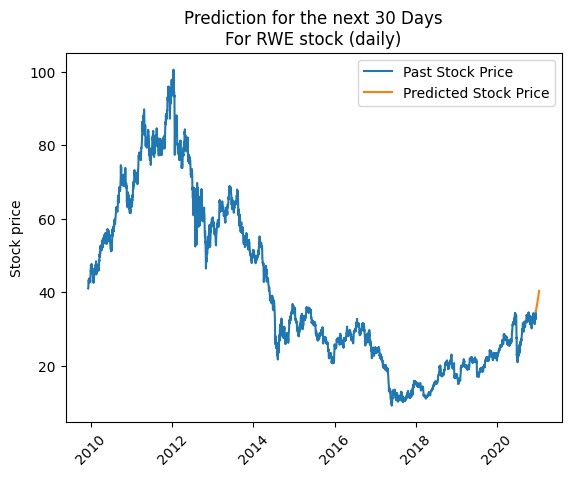 Prediction for the next 30 Days
For RWE stock (daily)
Past Stock Price
Predicted Stock Price
Stock price
100
80
60
40
20
2010
2012
2014
2016
2018
2020